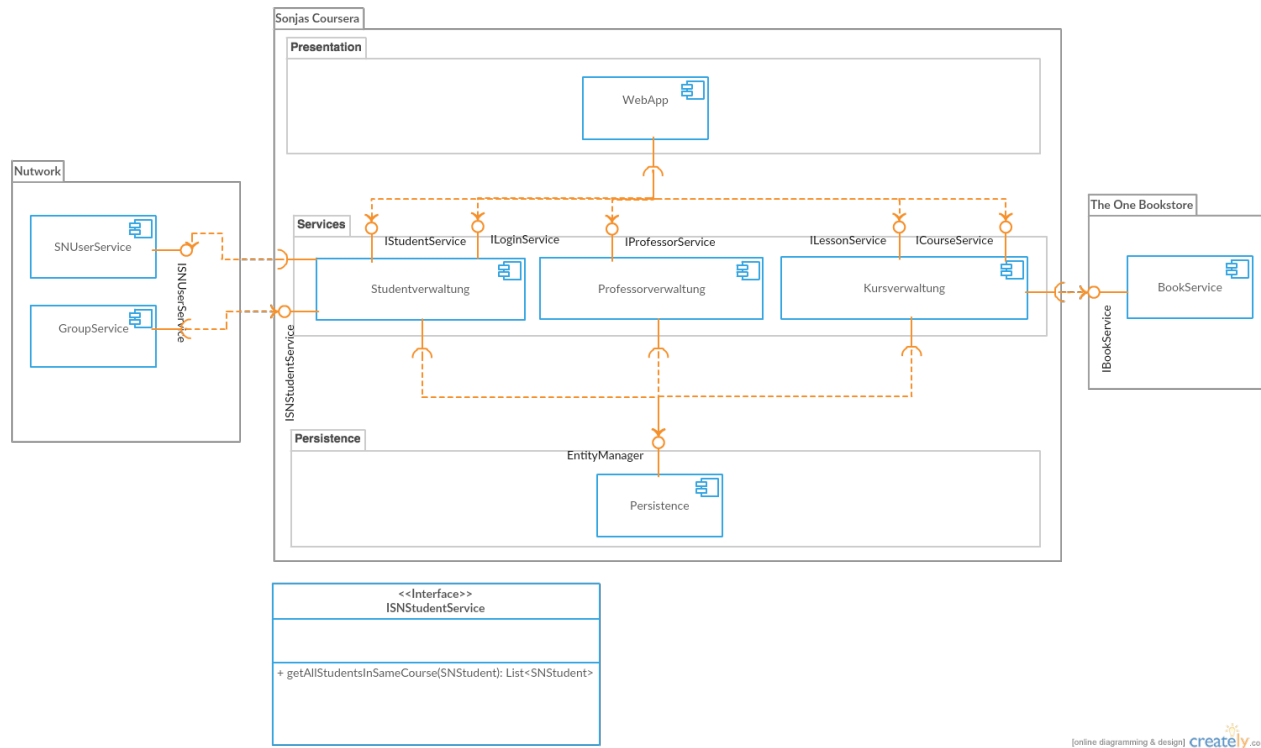 Sonjas Coursera
Presentation
WebApp
Nutwork
SNUserService
GroupService
ISNUserService
Services
IStudentService
ILoginService
IProfessorService
ILessonService
ICourseService
Studentverwaltung
Professorverwaltung
Kursverwaltung
ISNStudentService
The One Bookstore
BookService
IBookService
Persistence
EntityManager
Persistence
<<Interface>>
ISNStudentService
+ getAllStudentsInSameCourse(SNStudent): List<SNStudent>
[online diagramming & design] creately.co